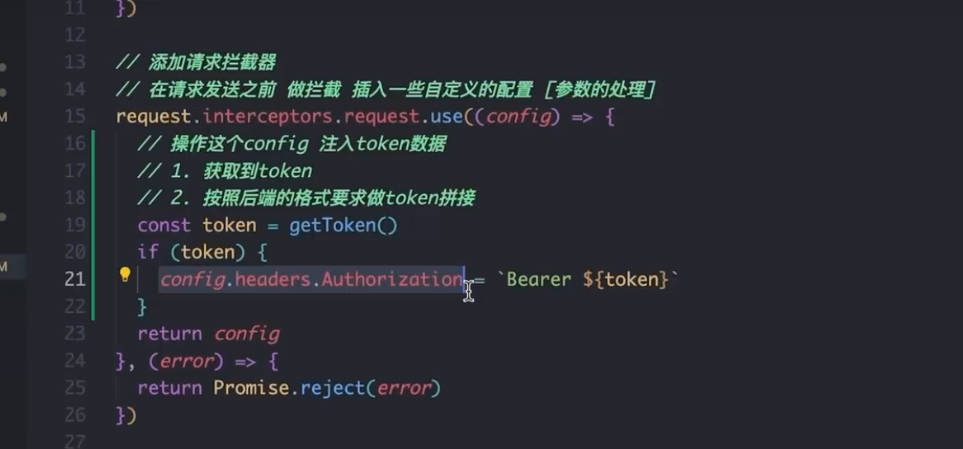 11 })
12
13 // 添加请求拦截器
14 // 在请求发送之前 做拦截 插入一些自定义的配置 [参数的处理]
15 request.interceptors.request.use((config) => {
16 // 操作这个config 注入token数据
17 // 1. 获取到token
18 // 2. 按照后端的格式要求做token拼接
19 const token = getToken()
20 if (token) {
21 config.headers.Authorization = `Bearer ${token}`
22 }
23 return config
24 }, (error) => {
25 return Promise.reject(error)
26 })
27
M
M